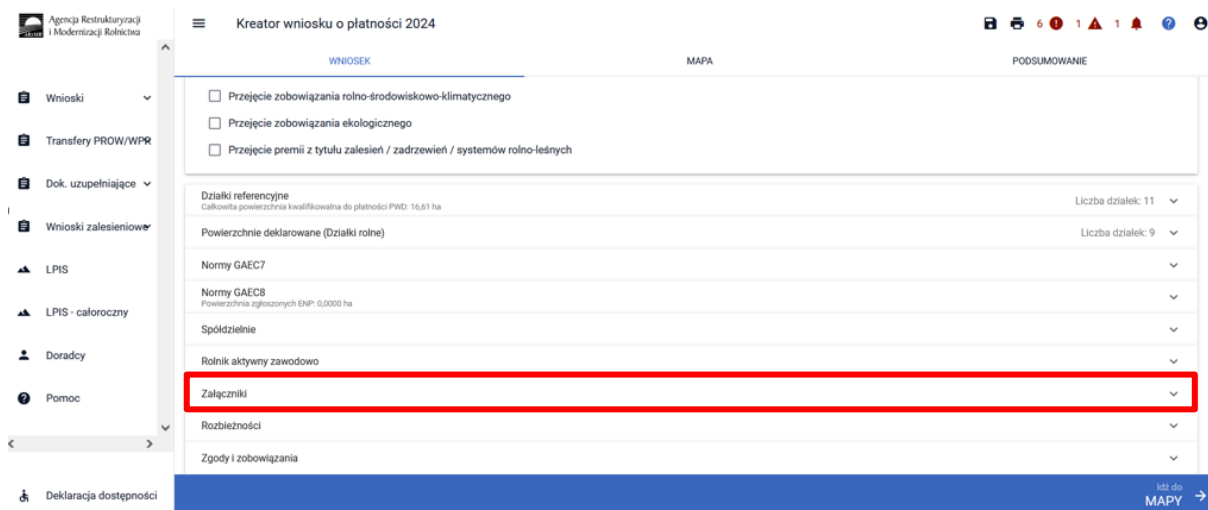 Agencja Restrukturyzacji
i Modernizacji Rolnictwa
Kreator wniosku o płatności 2024
6 1 1
WNIOSEK MAPA PODSUMOWANIE
Wnioski
Transfery PROW/WPR
Dok. uzupełniające
Wnioski zalesieniowe
LPIS
LPIS - całoroczny
Doradcy
Pomoc
Deklaracja dostępności
Przejęcie zobowiązania rolno-środowiskowo-klimatycznego
Przejęcie zobowiązania ekologicznego
Przejęcie premii z tytułu zalesień / zadrzewień / systemów rolno-leśnych
Działki referencyjne
Całkowita powierzchnia kwalifikowalna do płatności PWD: 16,61 ha
Liczba działek: 11
Powierzchnie deklarowane (Działki rolne) Liczba działek: 9
Normy GAEC7
Normy GAEC8
Powierzchnia zgłoszonych ENP: 0,0000 ha
Spółdzielnie
Rolnik aktywny zawodowo
Załączniki
Rozbieżności
Zgody i zobowiązania
Idź do
MAPY